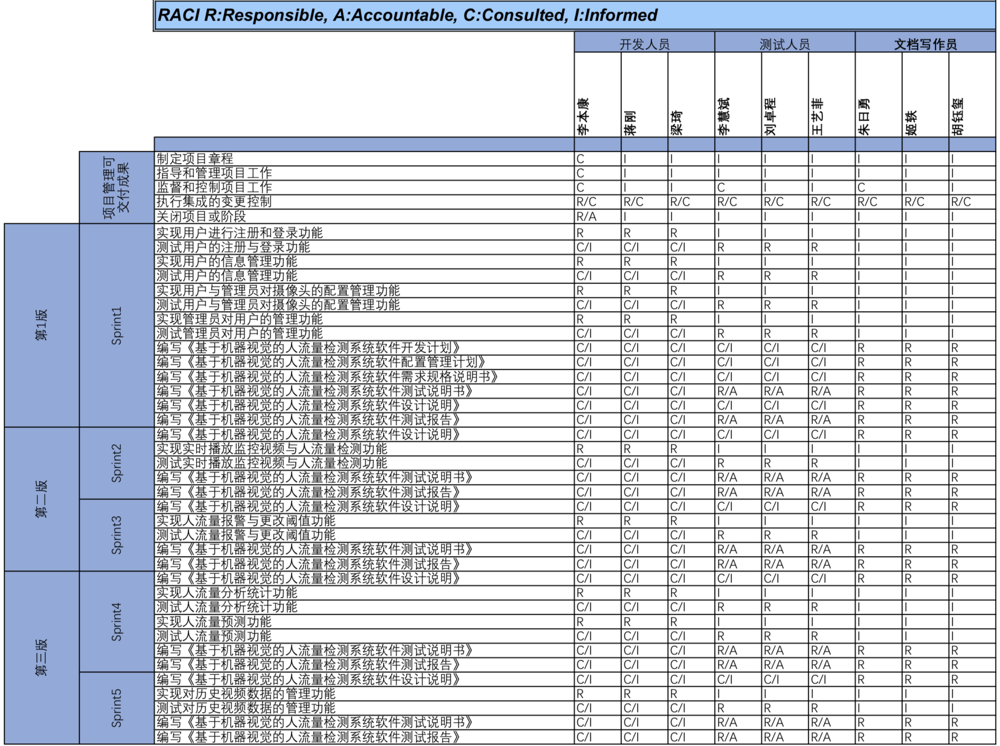 RACI R:Responsible, A:Accountable, C:Consulted, I:Informed
开发人员 测试人员 文档写作员
李本康 蒋刚 梁琦 李慧斌 刘卓程 王艺菲 朱日勇 姬轶 胡钰玺
项目管理可
交付成果
制定项目章程 C I I I I I I I I
指导和管理项目工作 C I I I I I I I I
监督和控制项目工作 C I I C I I C I I
执行集成的变更控制 R/C R/C R/C R/C R/C R/C R/C R/C R/C
关闭项目或阶段 R/A I I I I I I I I
第1版
Sprint1
实现用户进行注册和登录功能 R R R I I I I I I
测试用户的注册与登录功能 C/I C/I C/I R R R I I I
实现用户的信息管理功能 R R R I I I I I I
测试用户的信息管理功能 C/I C/I C/I R R R I I I
实现用户与管理员对摄像头的配置管理功能 R R R I I I I I I
测试用户与管理员对摄像头的配置管理功能 C/I C/I C/I R R R I I I
实现管理员对用户的管理功能 R R R I I I I I I
测试管理员对用户的管理功能 C/I C/I C/I R R R I I I
编写《基于机器视觉的人流量检测系统软件开发计划》 C/I C/I C/I C/I C/I C/I R R R
编写《基于机器视觉的人流量检测系统软件配置管理计划》 C/I C/I C/I C/I C/I C/I R R R
编写《基于机器视觉的人流量检测系统软件需求规格说明书》 C/I C/I C/I C/I C/I C/I R R R
编写《基于机器视觉的人流量检测系统软件测试说明书》 C/I C/I C/I R/A R/A R/A R R R
编写《基于机器视觉的人流量检测系统软件设计说明》 C/I C/I C/I C/I C/I C/I R R R
编写《基于机器视觉的人流量检测系统软件测试报告》 C/I C/I C/I R/A R/A R/A R R R
第二版
Sprint2
编写《基于机器视觉的人流量检测系统软件设计说明》 C/I C/I C/I C/I C/I C/I R R R
实现实时播放监控视频与人流量检测功能 R R R I I I I I I
测试实时播放监控视频与人流量检测功能 C/I C/I C/I R R R I I I
编写《基于机器视觉的人流量检测系统软件测试说明书》 C/I C/I C/I R/A R/A R/A R R R
编写《基于机器视觉的人流量检测系统软件测试报告》 C/I C/I C/I R/A R/A R/A R R R
Sprint3
编写《基于机器视觉的人流量检测系统软件设计说明》 C/I C/I C/I C/I C/I C/I R R R
实现人流量报警与更改阈值功能 R R R I I I I I I
测试人流量报警与更改阈值功能 C/I C/I C/I R R R I I I
编写《基于机器视觉的人流量检测系统软件测试说明书》 C/I C/I C/I R/A R/A R/A R R R
编写《基于机器视觉的人流量检测系统软件测试报告》 C/I C/I C/I R/A R/A R/A R R R
第三版
Sprint4
编写《基于机器视觉的人流量检测系统软件设计说明》 C/I C/I C/I C/I C/I C/I R R R
实现人流量分析统计功能 R R R I I I I I I
测试人流量分析统计功能 C/I C/I C/I R R R I I I
实现人流量预测功能 R R R I I I I I I
测试人流量预测功能 C/I C/I C/I R R R I I I
编写《基于机器视觉的人流量检测系统软件测试说明书》 C/I C/I C/I R/A R/A R/A R R R
编写《基于机器视觉的人流量检测系统软件测试报告》 C/I C/I C/I R/A R/A R/A R R R
Sprint5
编写《基于机器视觉的人流量检测系统软件设计说明》 C/I C/I C/I C/I C/I C/I R R R
实现对历史视频数据的管理功能 R R R I I I I I I
测试对历史视频数据的管理功能 C/I C/I C/I R R R I I I
编写《基于机器视觉的人流量检测系统软件测试说明书》 C/I C/I C/I R/A R/A R/A R R R
编写《基于机器视觉的人流量检测系统软件测试报告》 C/I C/I C/I R/A R/A R/A R R R